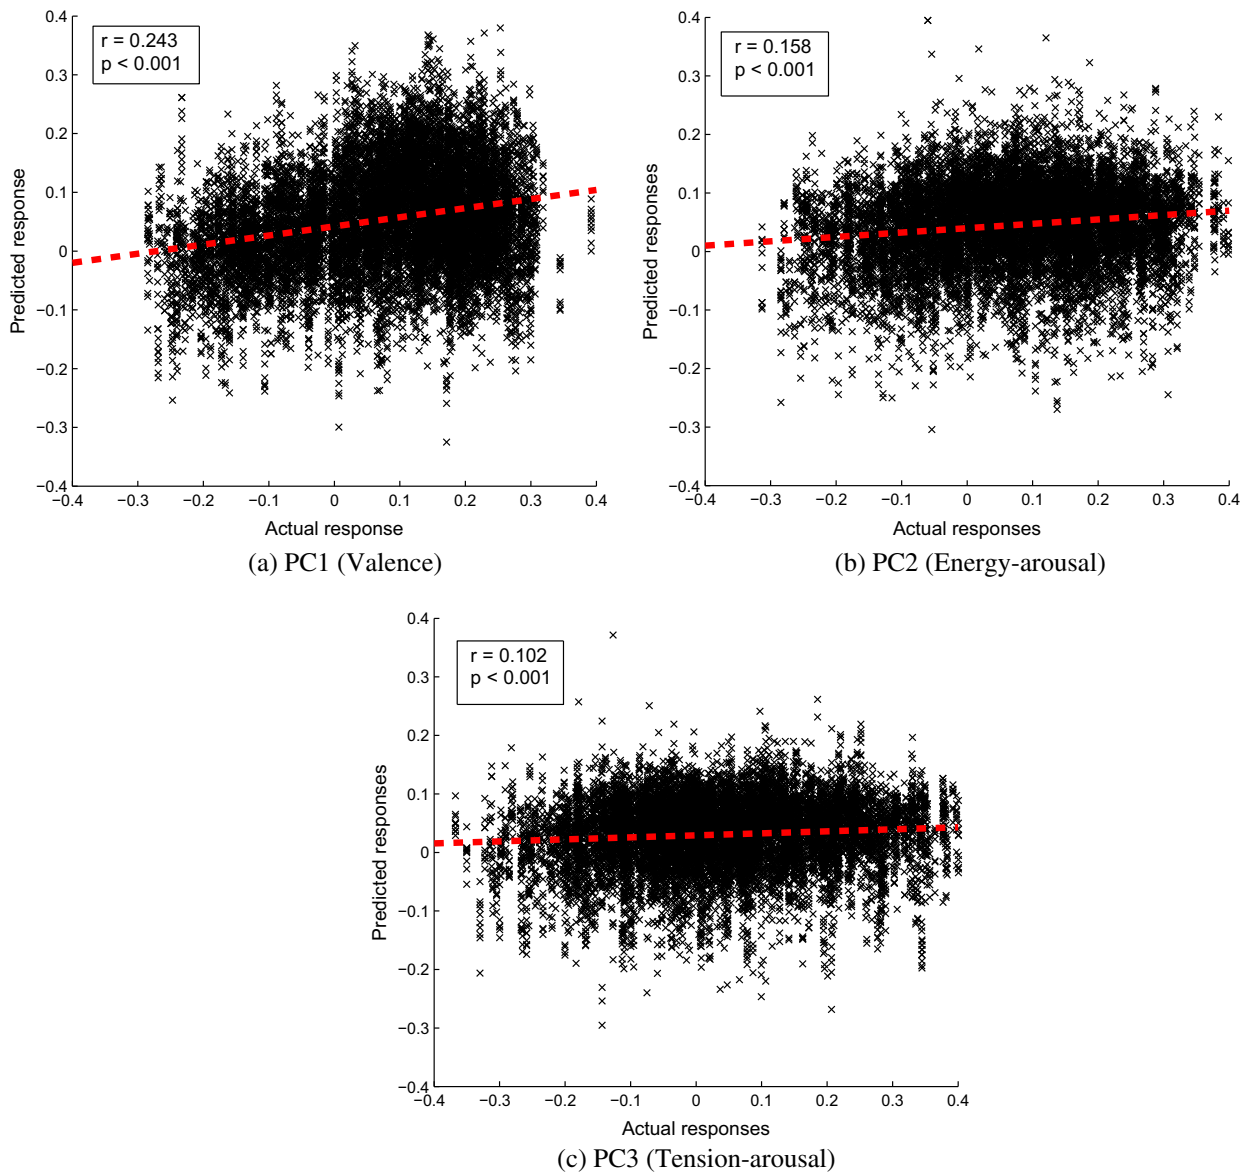 0.4
0.3
0.2
0.1
0
−0.1
−0.2
−0.3
−0.4
Predicted response
r = 0.243
p < 0.001
−0.4 −0.3 −0.2 −0.1 0 0.1 0.2 0.3 0.4
Actual response
(a) PC1 (Valence)
0.4
0.3
0.2
0.1
0
−0.1
−0.2
−0.3
−0.4
Predicted responses
r = 0.158
p < 0.001
−0.4 −0.3 −0.2 −0.1 0 0.1 0.2 0.3 0.4
Actual responses
(b) PC2 (Energy-arousal)
0.4
0.3
0.2
0.1
0
−0.1
−0.2
−0.3
−0.4
Predicted responses
r = 0.102
p < 0.001
−0.4 −0.3 −0.2 −0.1 0 0.1 0.2 0.3 0.4
Actual responses
(c) PC3 (Tension-arousal)